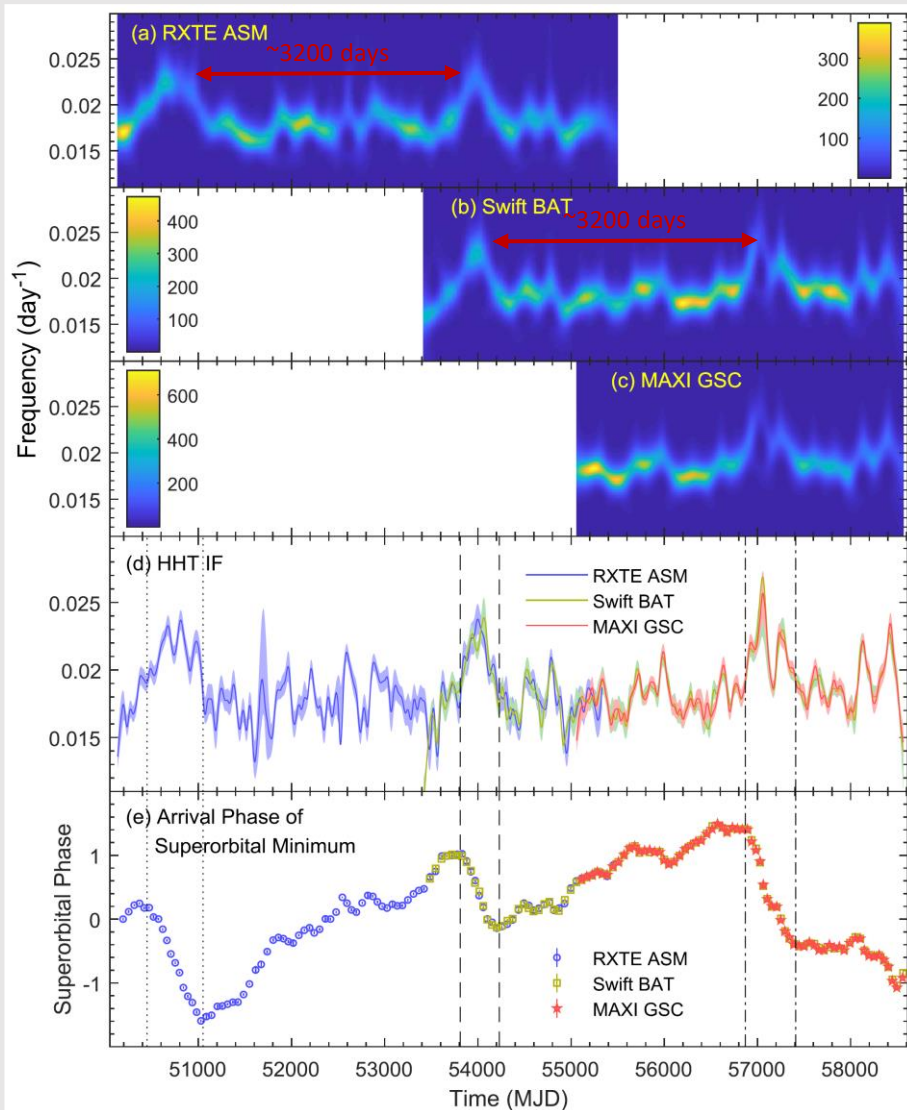 (a) RXTE ASM
~3200 days
0.025
0.02
0.015
300
200
100
(b) Swift BAT
~3200 days
0.025
0.02
0.015
400
300
200
100
(c) MAXI GSC
0.025
0.02
0.015
600
400
200
Frequency (day⁻¹)
(d) HHT IF
RXTE ASM
Swift BAT
MAXI GSC
0.025
0.02
0.015
(e) Arrival Phase of
Superorbital Minimum
1
0
-1
Superorbital Phase
RXTE ASM
Swift BAT
MAXI GSC
51000 52000 53000 54000 55000 56000 57000 58000
Time (MJD)